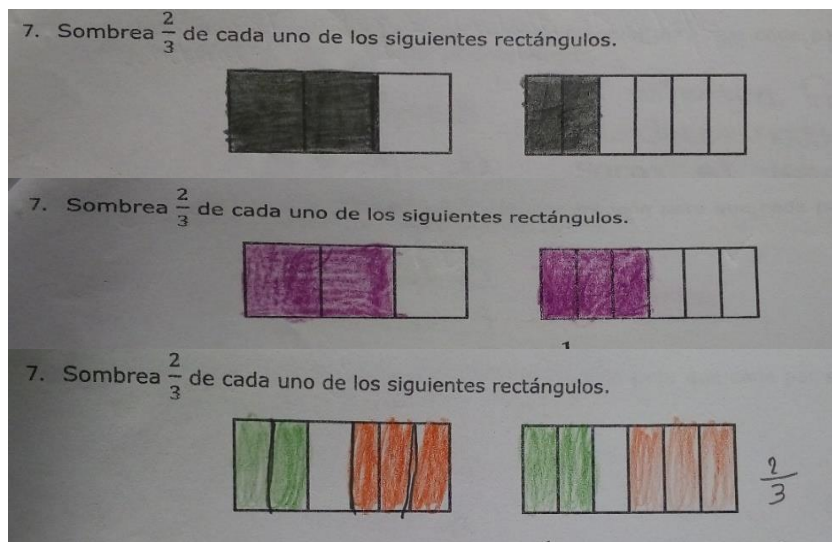 7. Sombrea 2/3 de cada uno de los siguientes rectángulos.
7. Sombrea 2/3 de cada uno de los siguientes rectángulos.
1
7. Sombrea 2/3 de cada uno de los siguientes rectángulos.
2/3